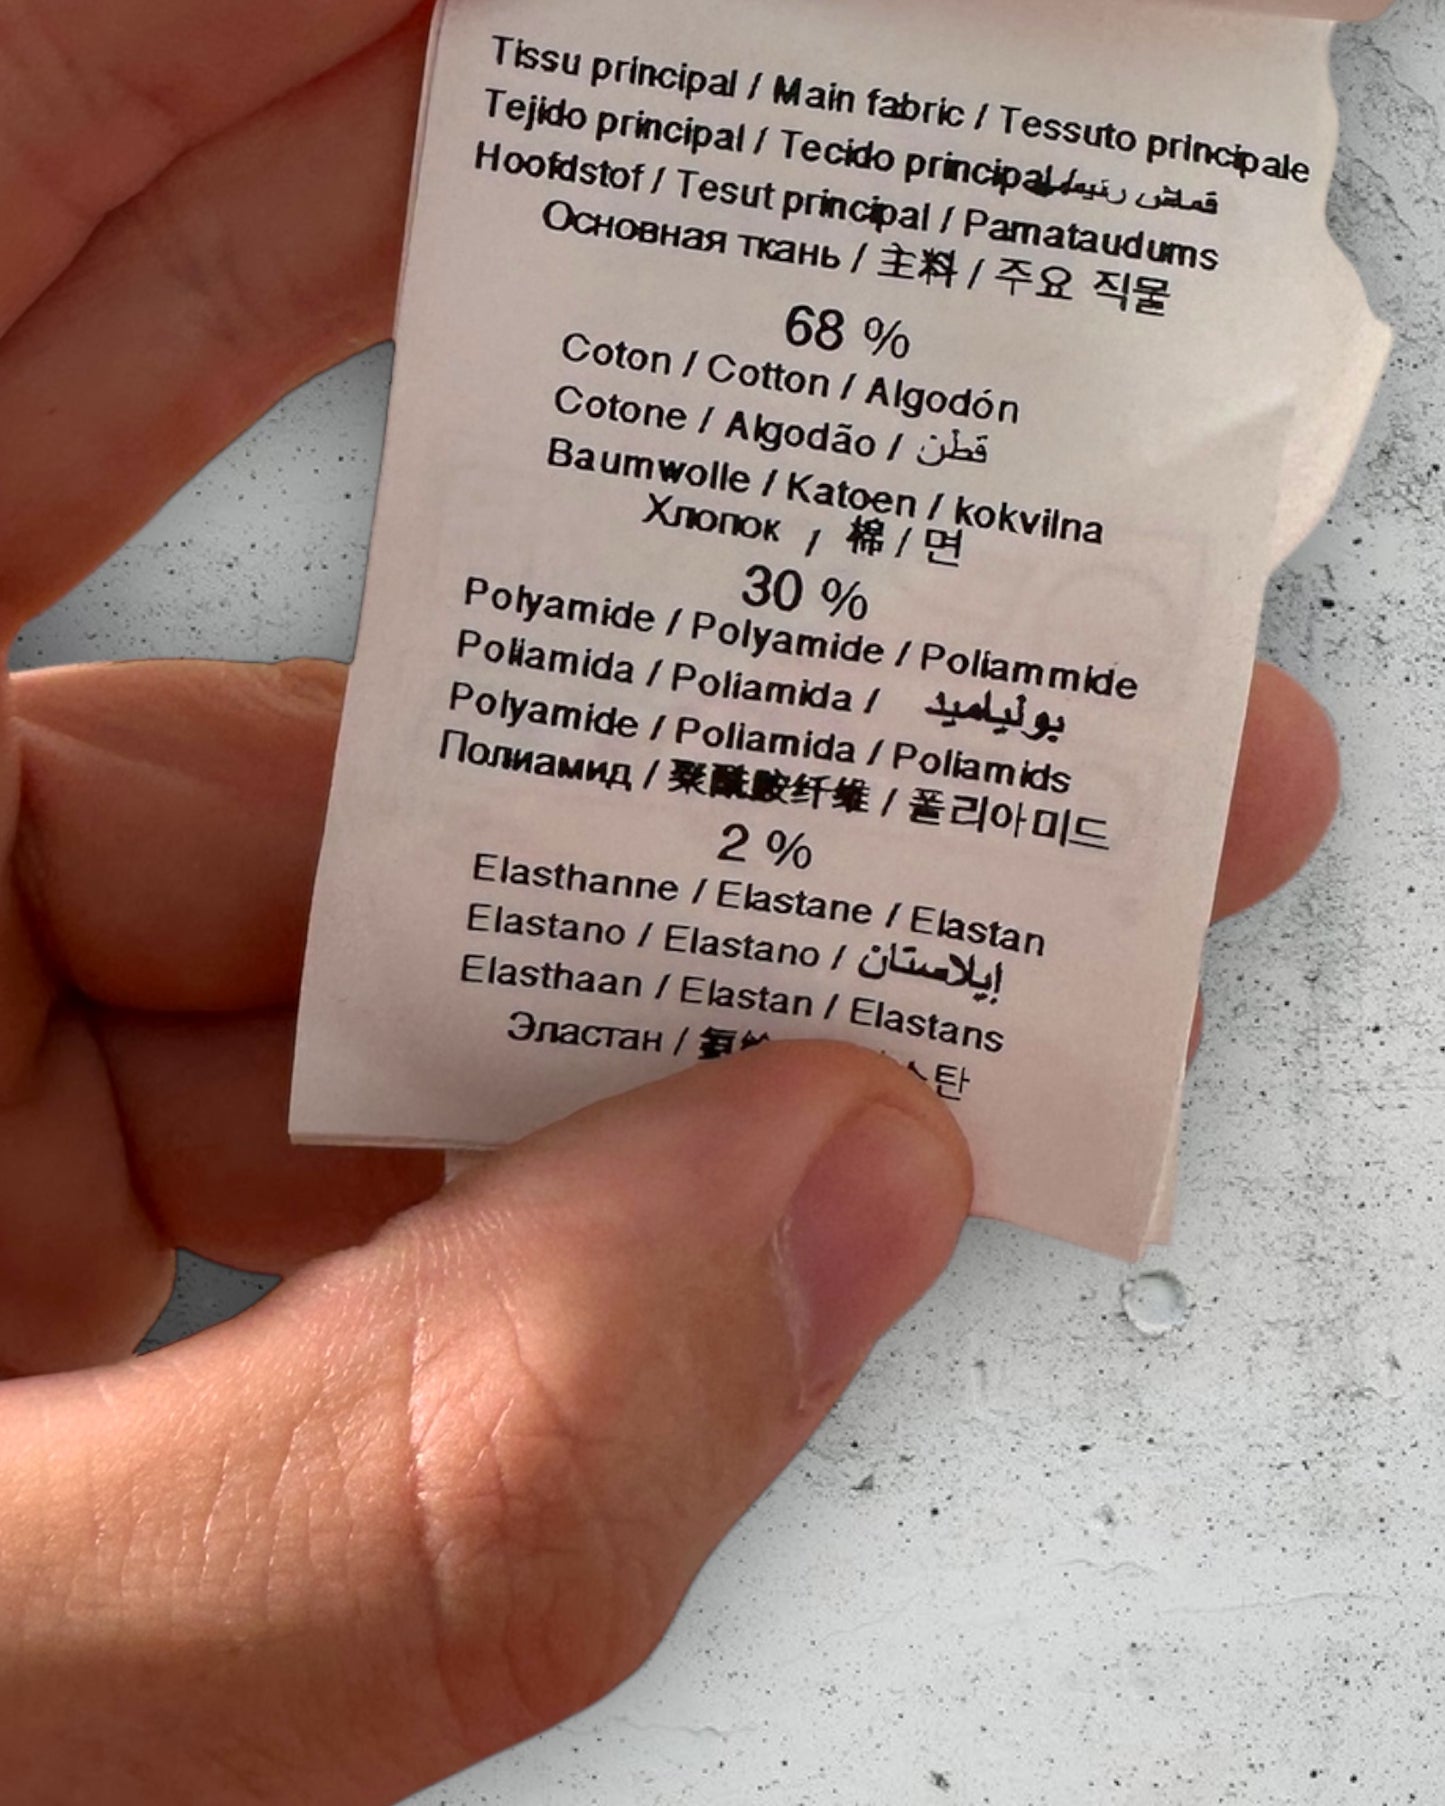 Tissu principal / Main fabric / Tessuto principale
Tejido principal / Tecido principal / قماش رئيسي
Hoofdstof / Tesut principal / Pamataudums
Основная ткань / 主料 / 주요 직물
68 %
Coton / Cotton / Algodón
Cotone / Algodão / قطن
Baumwolle / Katoen / kokvilna
Хлопок / 棉 / 면
30 %
Polyamide / Polyamide / Poliammide
Poliamida / Poliamida / بولياميد
Polyamide / Poliamida / Poliamids
Полиамид / 聚酰胺纤维 / 폴리아미드
2 %
Elasthanne / Elastane / Elastan
Elastano / Elastano / إيلاستان
Elasthaan / Elastan / Elastans
Эластан /